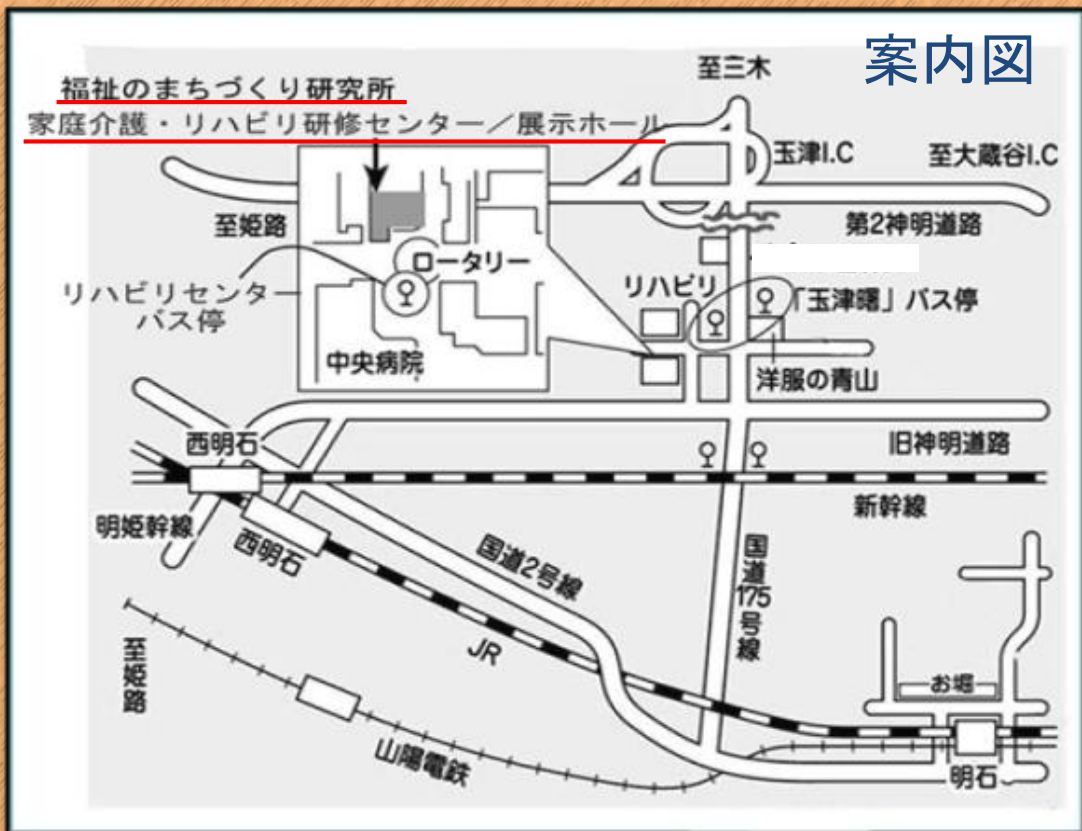 案内図
福祉のまちづくり研究所
家庭介護・リハビリ研修センター／展示ホール
至三木
玉津I.C
至大蔵谷I.C
至姫路
第2神明道路
ロータリー
リハビリセンター
バス停
リハビリ
「玉津曙」バス停
中央病院
洋服の青山
西明石
旧神明道路
明姫幹線
新幹線
西明石
国道2号線
国道175号線
JR
至姫路
お堀
山陽電鉄
明石